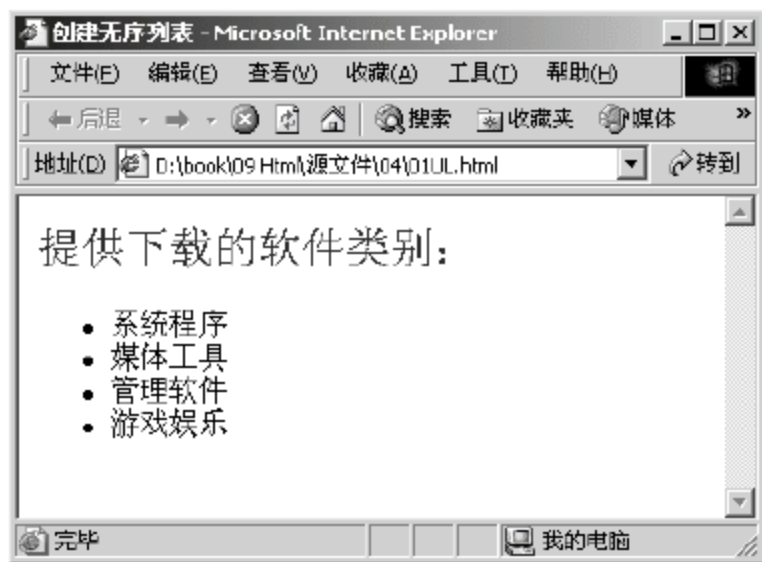 创建无序列表 - Microsoft Internet Explorer
文件(F) 编辑(E) 查看(V) 收藏(A) 工具(T) 帮助(H)
后退 搜索 收藏夹 媒体 »
地址(D) D:\book\09 Html\源文件\04\01UL.html 转到
提供下载的软件类别：
• 系统程序
• 媒体工具
• 管理软件
• 游戏娱乐
完毕 我的电脑